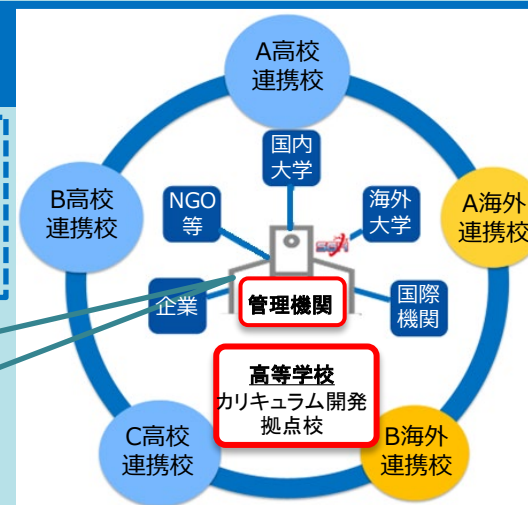 A高校
連携校
国内
大学
NGO
等
海外
大学
B高校
連携校
A海外
連携校
企業
管理機関
国際
機関
高等学校
カリキュラム開発
拠点校
C高校
連携校
B海外
連携校